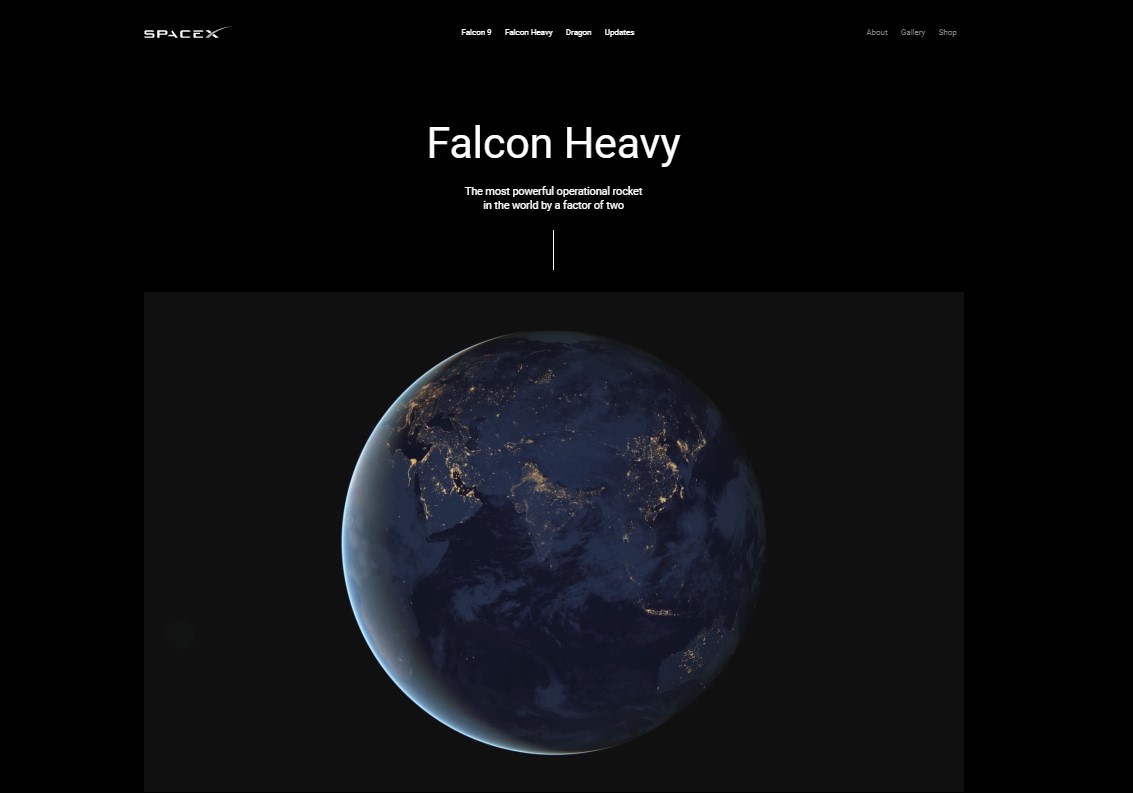 SPACEX
Falcon 9 Falcon Heavy Dragon Updates
About Gallery Shop
Falcon Heavy
The most powerful operational rocket
in the world by a factor of two